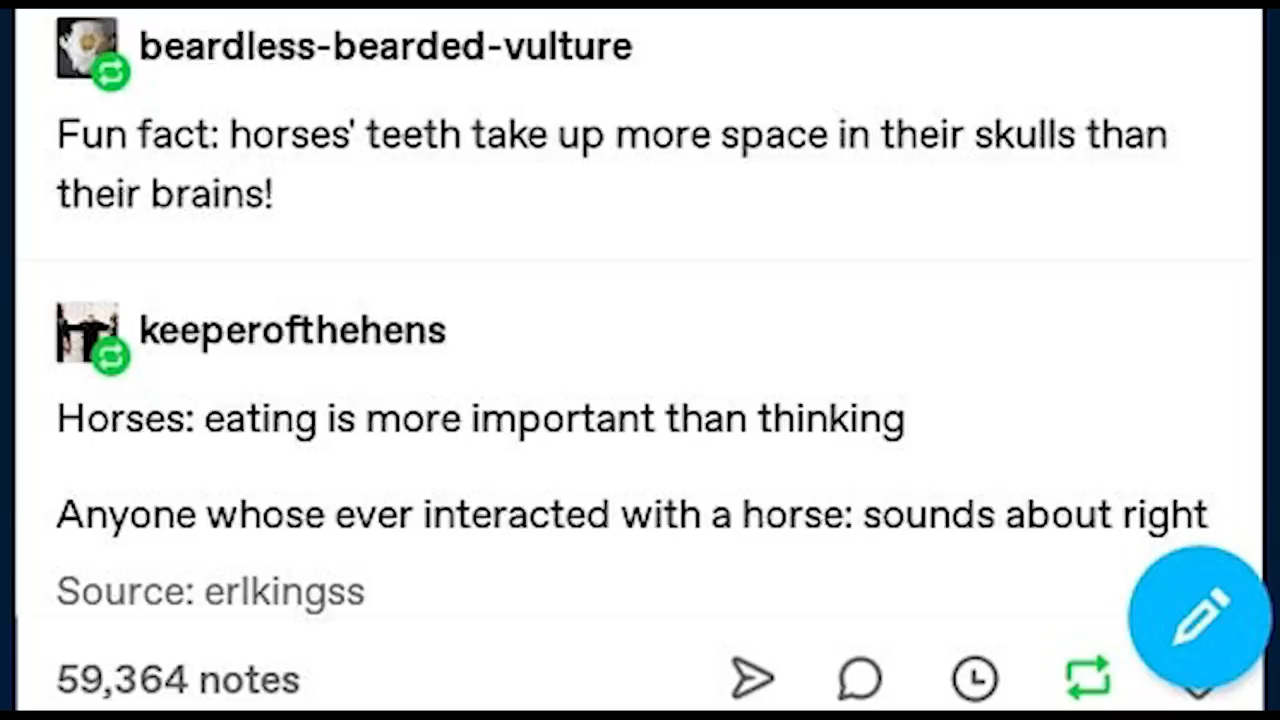 beardless-bearded-vulture
Fun fact: horses' teeth take up more space in their skulls than
their brains!
keeperofthehens
Horses: eating is more important than thinking
Anyone whose ever interacted with a horse: sounds about right
Source: erlkingss
59,364 notes